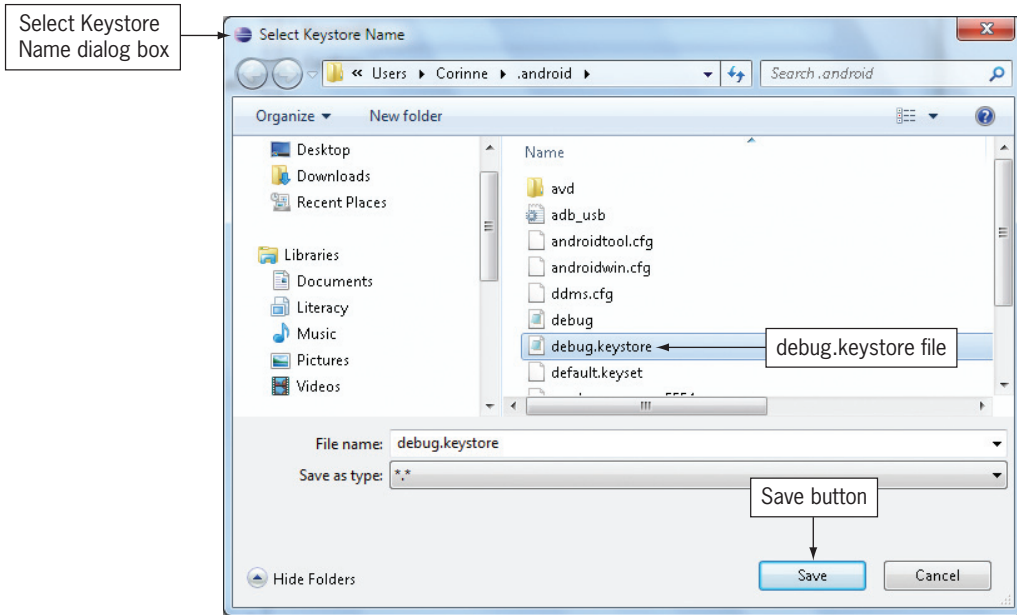 Select Keystore
Name dialog box
Select Keystore Name
« Users ▸ Corinne ▸ .android ▸
Search .android
Organize ▾ New folder
Desktop
Downloads
Recent Places
Libraries
Documents
Literacy
Music
Pictures
Videos
Name
avd
adb_usb
androidtool.cfg
androidwin.cfg
ddms.cfg
debug
debug.keystore
debug.keystore file
default.keyset
File name: debug.keystore
Save as type: *.*
Save button
Hide Folders
Save
Cancel